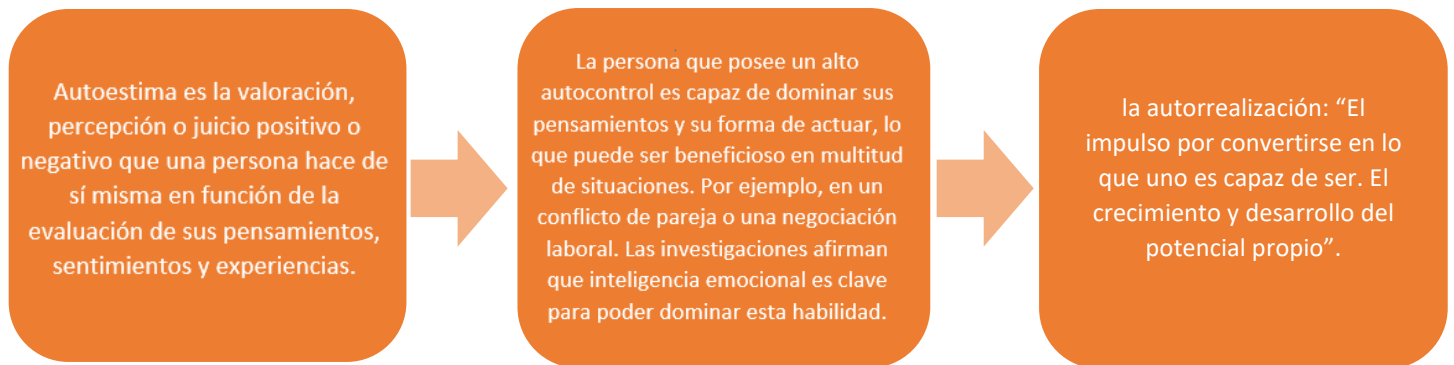 Autoestima es la valoración,
percepción o juicio positivo o
negativo que una persona hace de
sí misma en función de la
evaluación de sus pensamientos,
sentimientos y experiencias.
La persona que posee un alto
autocontrol es capaz de dominar sus
pensamientos y su forma de actuar, lo
que puede ser beneficioso en multitud
de situaciones. Por ejemplo, en un
conflicto de pareja o una negociación
laboral. Las investigaciones afirman
que inteligencia emocional es clave
para poder dominar esta habilidad.
la autorrealización: “El
impulso por convertirse en lo
que uno es capaz de ser. El
crecimiento y desarrollo del
potencial propio”.